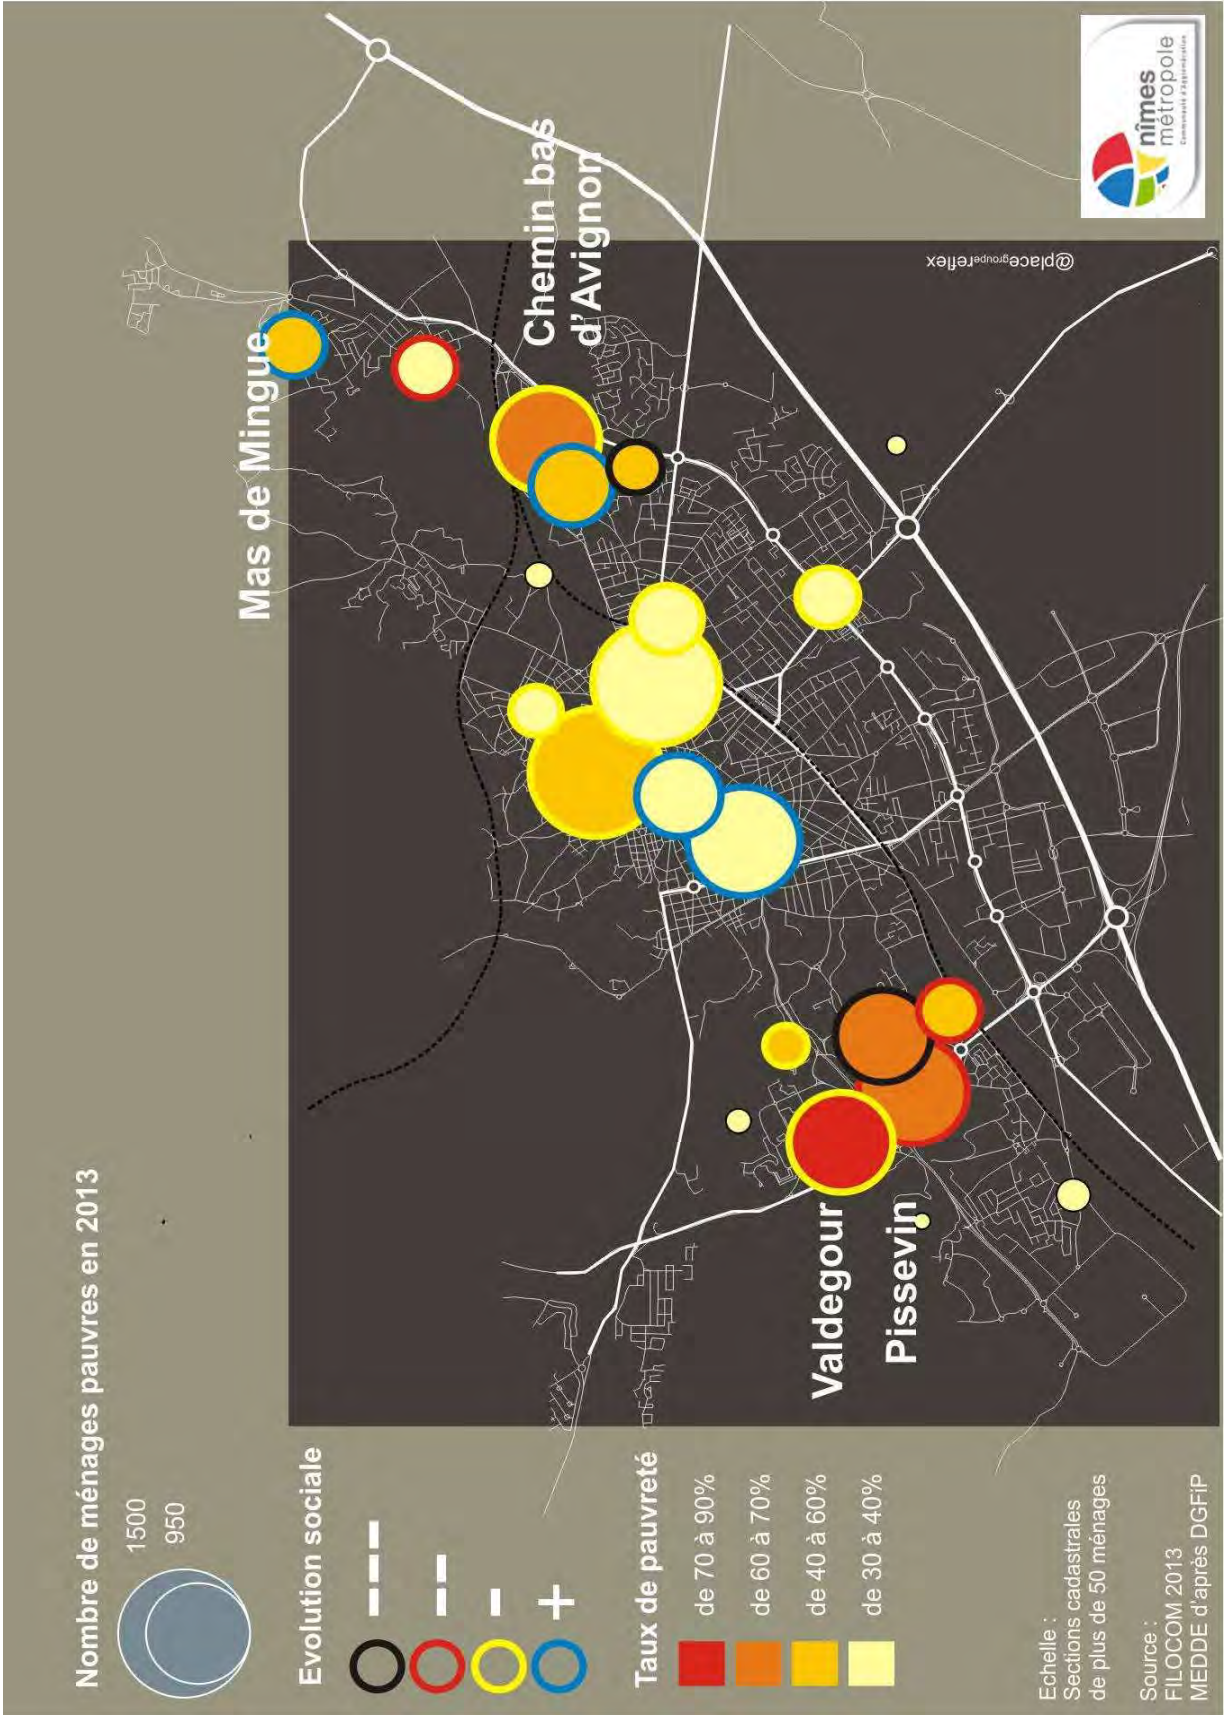 Nombre de ménages pauvres en 2013
1500
950
Evolution sociale
---
--
-
+
Taux de pauvreté
de 70 à 90%
de 60 à 70%
de 40 à 60%
de 30 à 40%
Echelle :
Sections cadastrales
de plus de 50 ménages
Source :
FILOCOM 2013
MEDDE d'après DGFiP
Mas de Mingue
Chemin bas
d'Avignon
Valdegour
Pissevin
@placegroupereflex
nîmes
métropole
Communauté d'agglomération